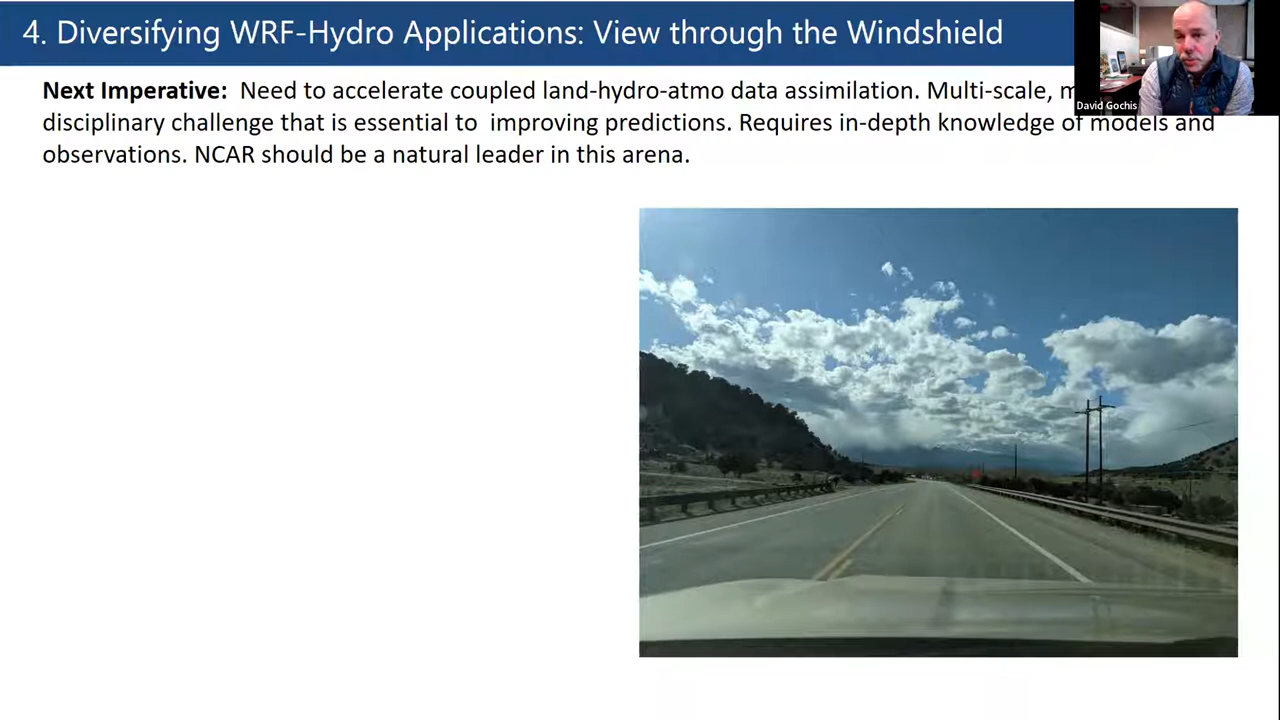 4. Diversifying WRF-Hydro Applications: View through the Windshield
Next Imperative: Need to accelerate coupled land-hydro-atmo data assimilation. Multi-scale,
disciplinary challenge that is essential to improving predictions. Requires in-depth knowledge of models and
observations. NCAR should be a natural leader in this arena.
David Gochis